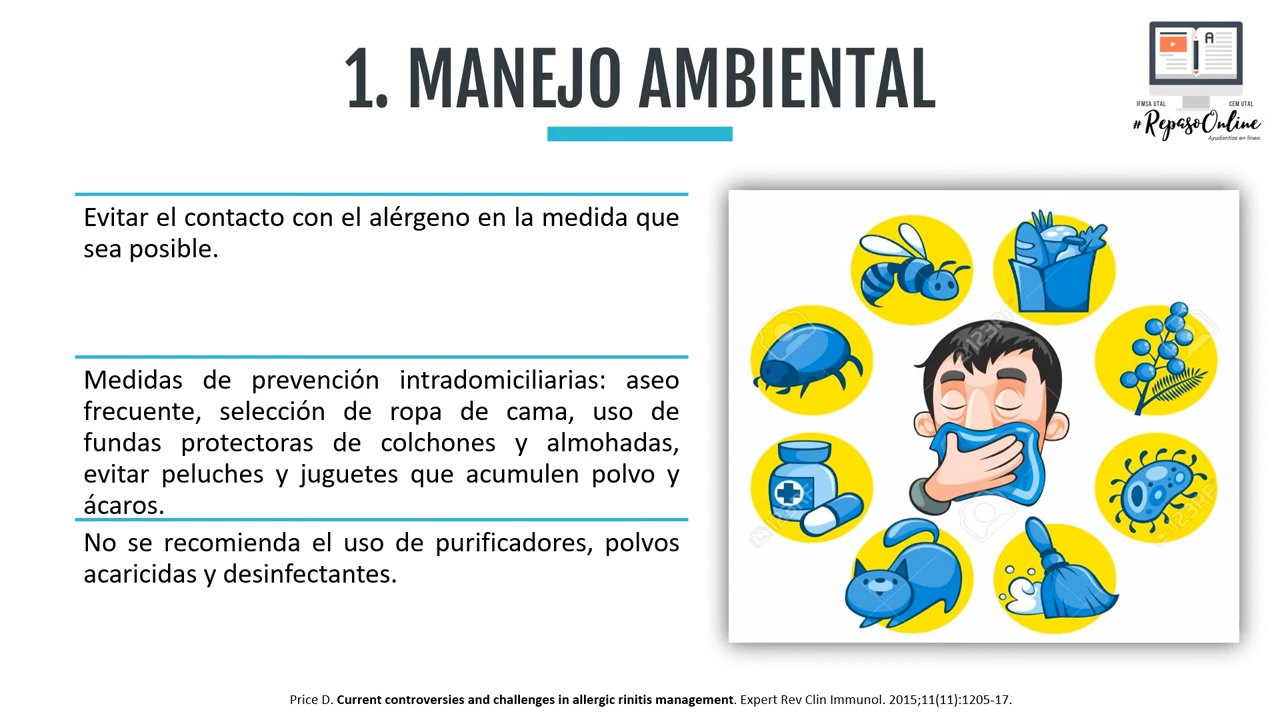 1. MANEJO AMBIENTAL
A
IFMSA UTAL
CEM UTAL
#RepasoOnline
Ayudantías en línea.
Evitar el contacto con el alérgeno en la medida que
sea posible.
Medidas de prevención intradomiciliarias: aseo
frecuente, selección de ropa de cama, uso de
fundas protectoras de colchones y almohadas,
evitar peluches y juguetes que acumulen polvo y
ácaros.
No se recomienda el uso de purificadores, polvos
acaricidas y desinfectantes.
Price D. Current controversies and challenges in allergic rinitis management. Expert Rev Clin Immunol. 2015;11(11):1205-17.